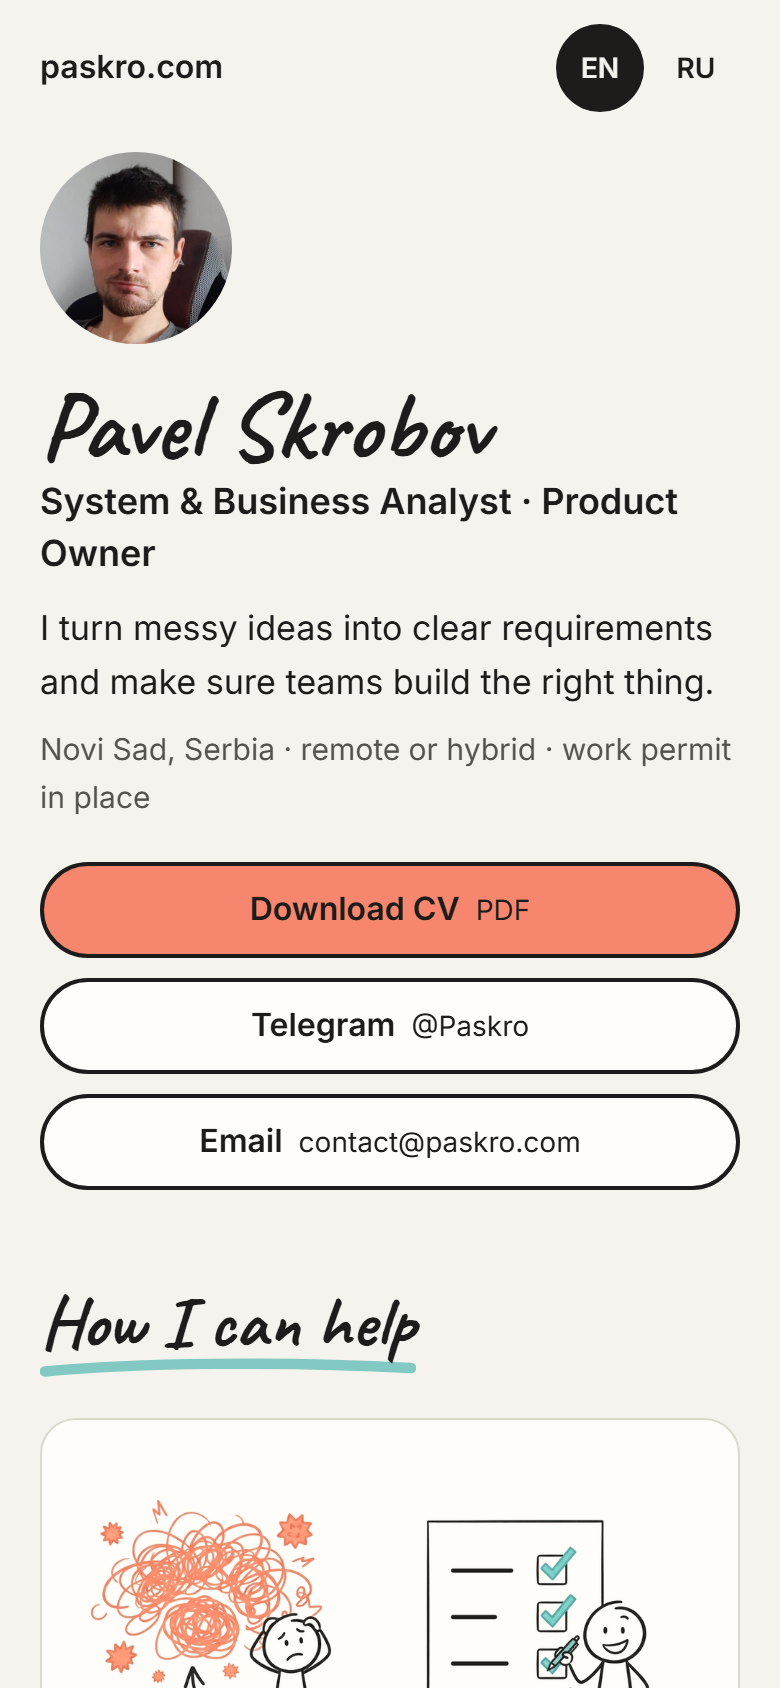 paskro.com
EN RU
Pavel Skrobov
System & Business Analyst · Product
Owner
I turn messy ideas into clear requirements
and make sure teams build the right thing.
Novi Sad, Serbia · remote or hybrid · work permit
in place
Download CV PDF
Telegram @Paskro
Email contact@paskro.com
How I can help